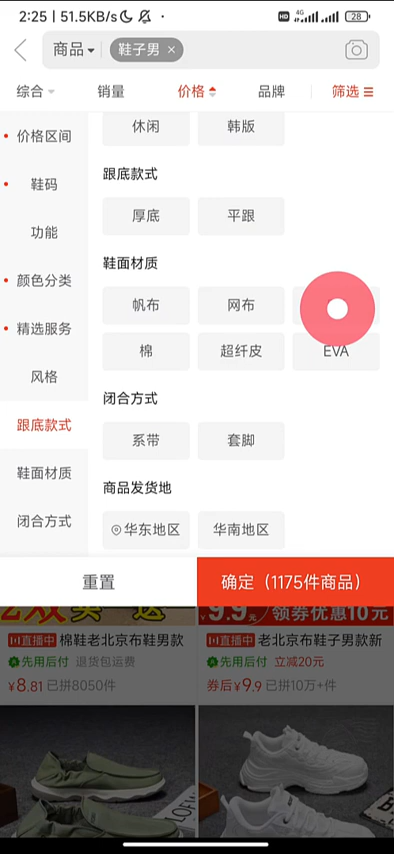 2:25 | 51.5KB/s
HD 4G 28
商品 鞋子男 ×
综合 销量 价格 品牌 筛选
价格区间
鞋码
功能
颜色分类
精选服务
风格
跟底款式
鞋面材质
闭合方式
休闲 韩版
跟底款式
厚底 平跟
鞋面材质
帆布 网布
棉 超纤皮 EVA
闭合方式
系带 套脚
商品发货地
华东地区 华南地区
重置 确定（1175件商品）
9.9元 领券优惠10元
直播中 棉鞋老北京布鞋男款
先用后付 退货包运费
¥8.81 已拼8050件
直播中 老北京布鞋子男款新
先用后付 立减20元
券后¥9.9 已拼10万+件